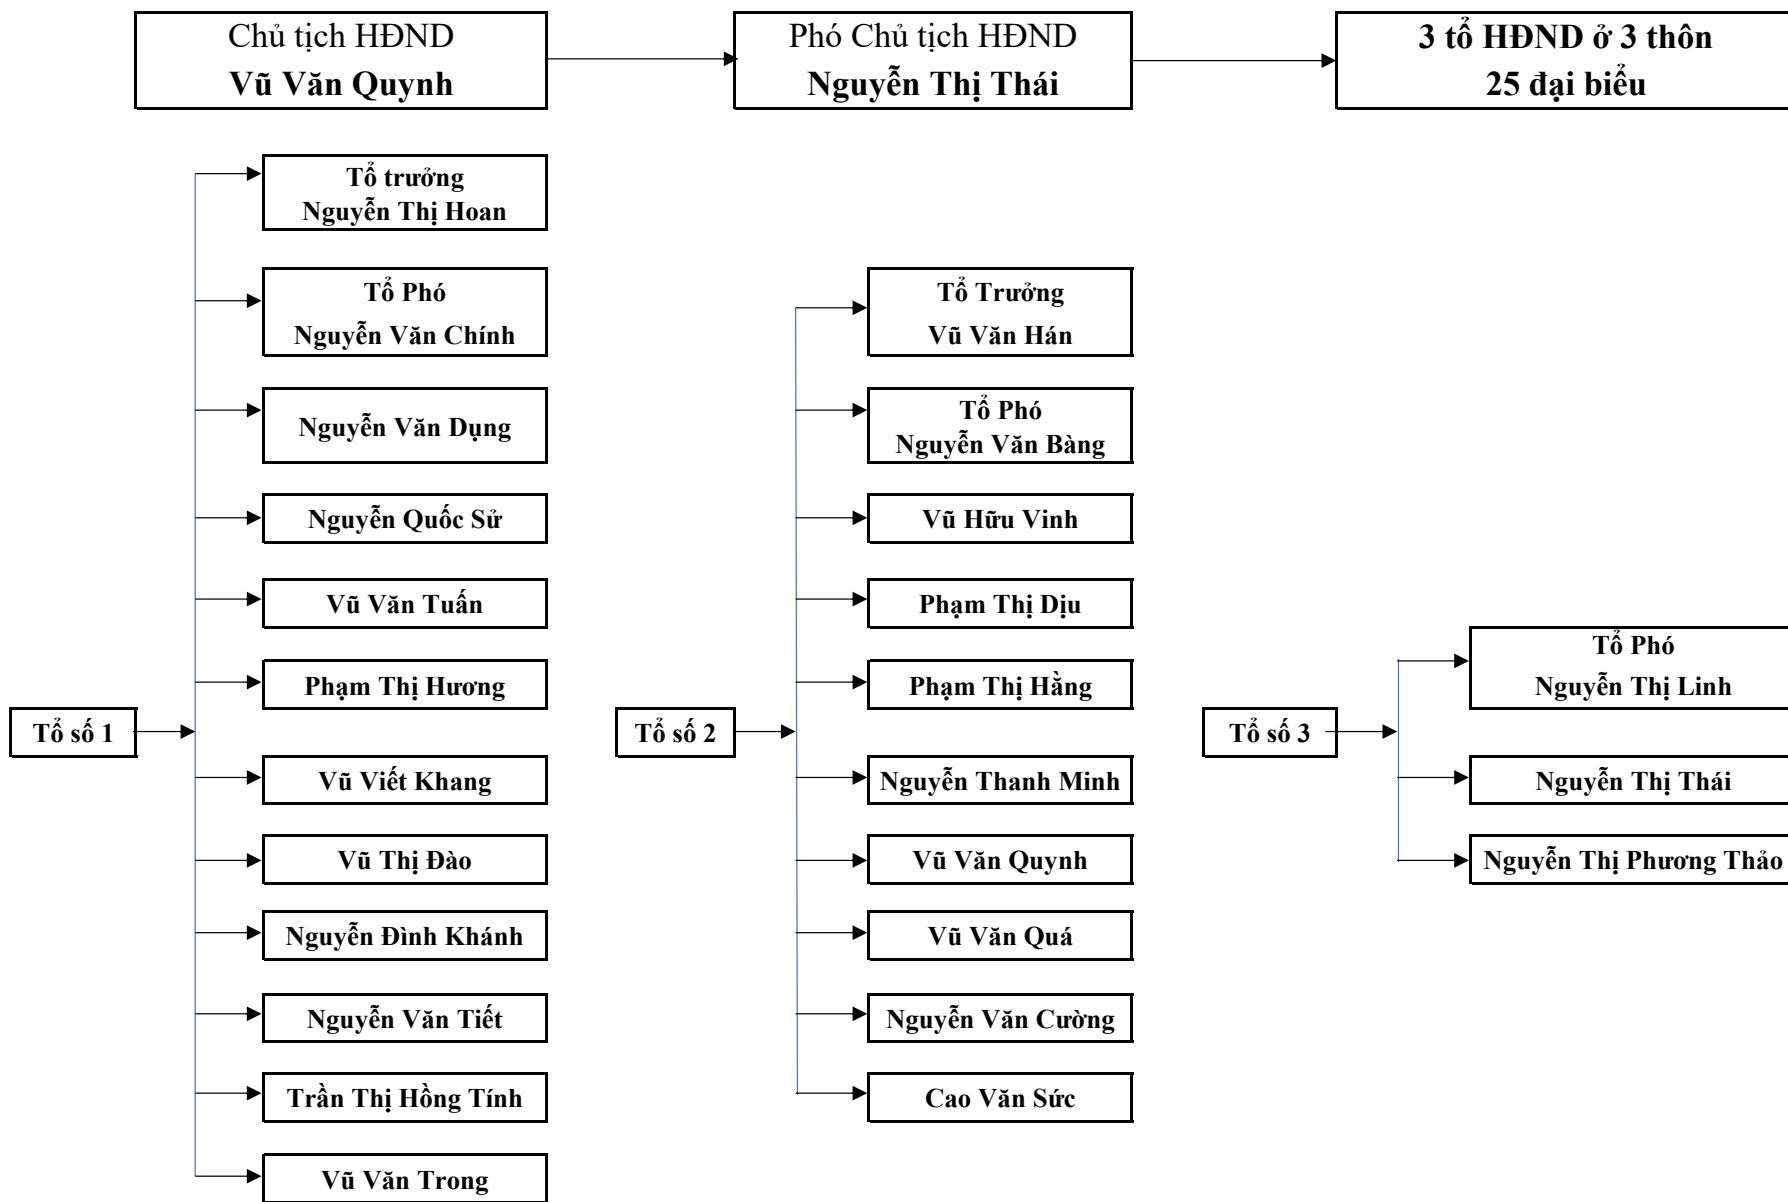 Chủ tịch HĐND
Vũ Văn Quynh
Phó Chủ tịch HĐND
Nguyễn Thị Thái
3 tổ HĐND ở 3 thôn
25 đại biểu
Tổ số 1
Tổ trưởng
Nguyễn Thị Hoan
Tổ Phó
Nguyễn Văn Chính
Nguyễn Văn Dụng
Nguyễn Quốc Sử
Vũ Văn Tuấn
Phạm Thị Hương
Vũ Viết Khang
Vũ Thị Đào
Nguyễn Đình Khánh
Nguyễn Văn Tiết
Trần Thị Hồng Tính
Vũ Văn Trong
Tổ số 2
Tổ Trưởng
Vũ Văn Hán
Tổ Phó
Nguyễn Văn Bàng
Vũ Hữu Vinh
Phạm Thị Dịu
Phạm Thị Hằng
Nguyễn Thanh Minh
Vũ Văn Quynh
Vũ Văn Quá
Nguyễn Văn Cường
Cao Văn Sức
Tổ số 3
Tổ Phó
Nguyễn Thị Linh
Nguyễn Thị Thái
Nguyễn Thị Phương Thảo